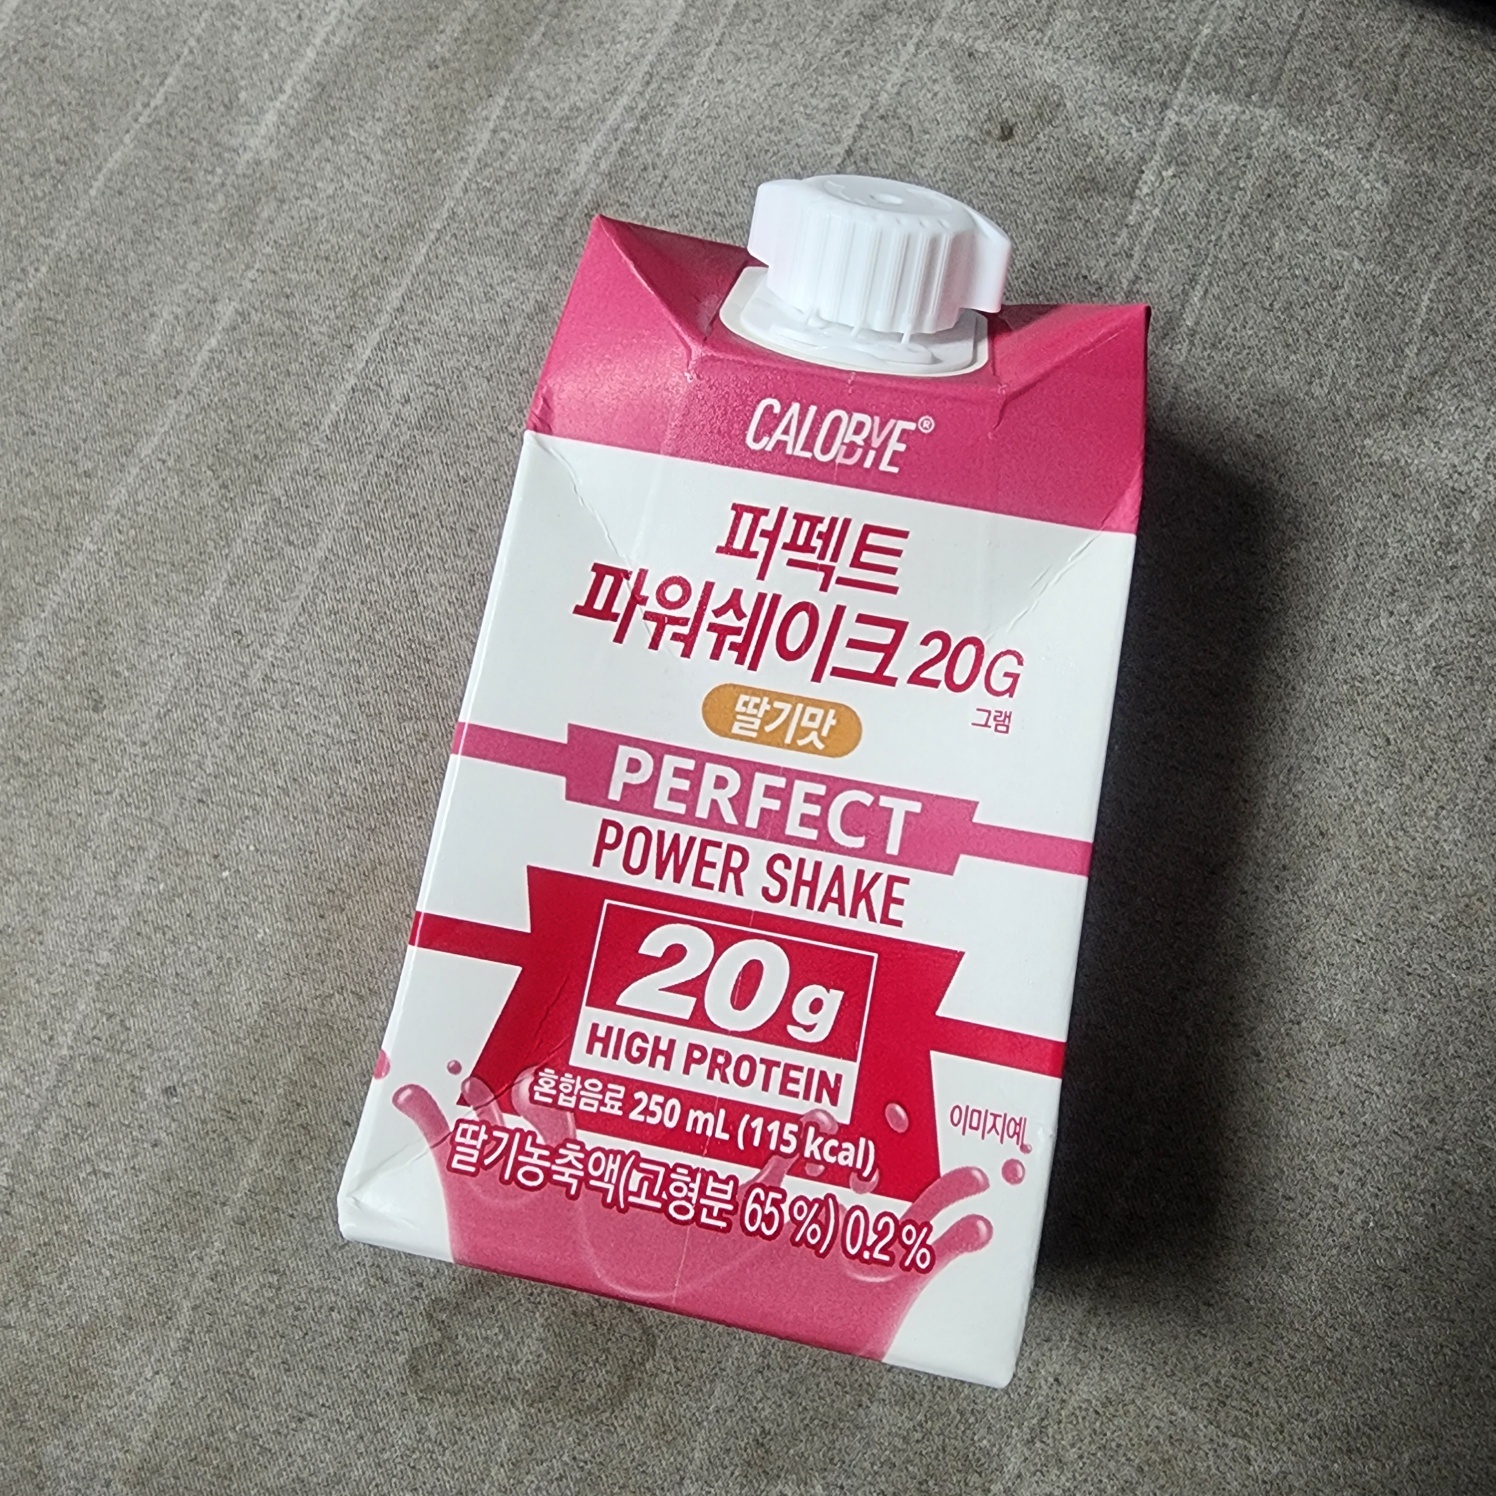 CALOBYE®
퍼펙트
파워쉐이크 20G
그램
딸기맛
PERFECT
POWER SHAKE
20g
HIGH PROTEIN
혼합음료 250 mL (115 kcal)
이미지예
딸기농축액(고형분 65 %) 0.2 %